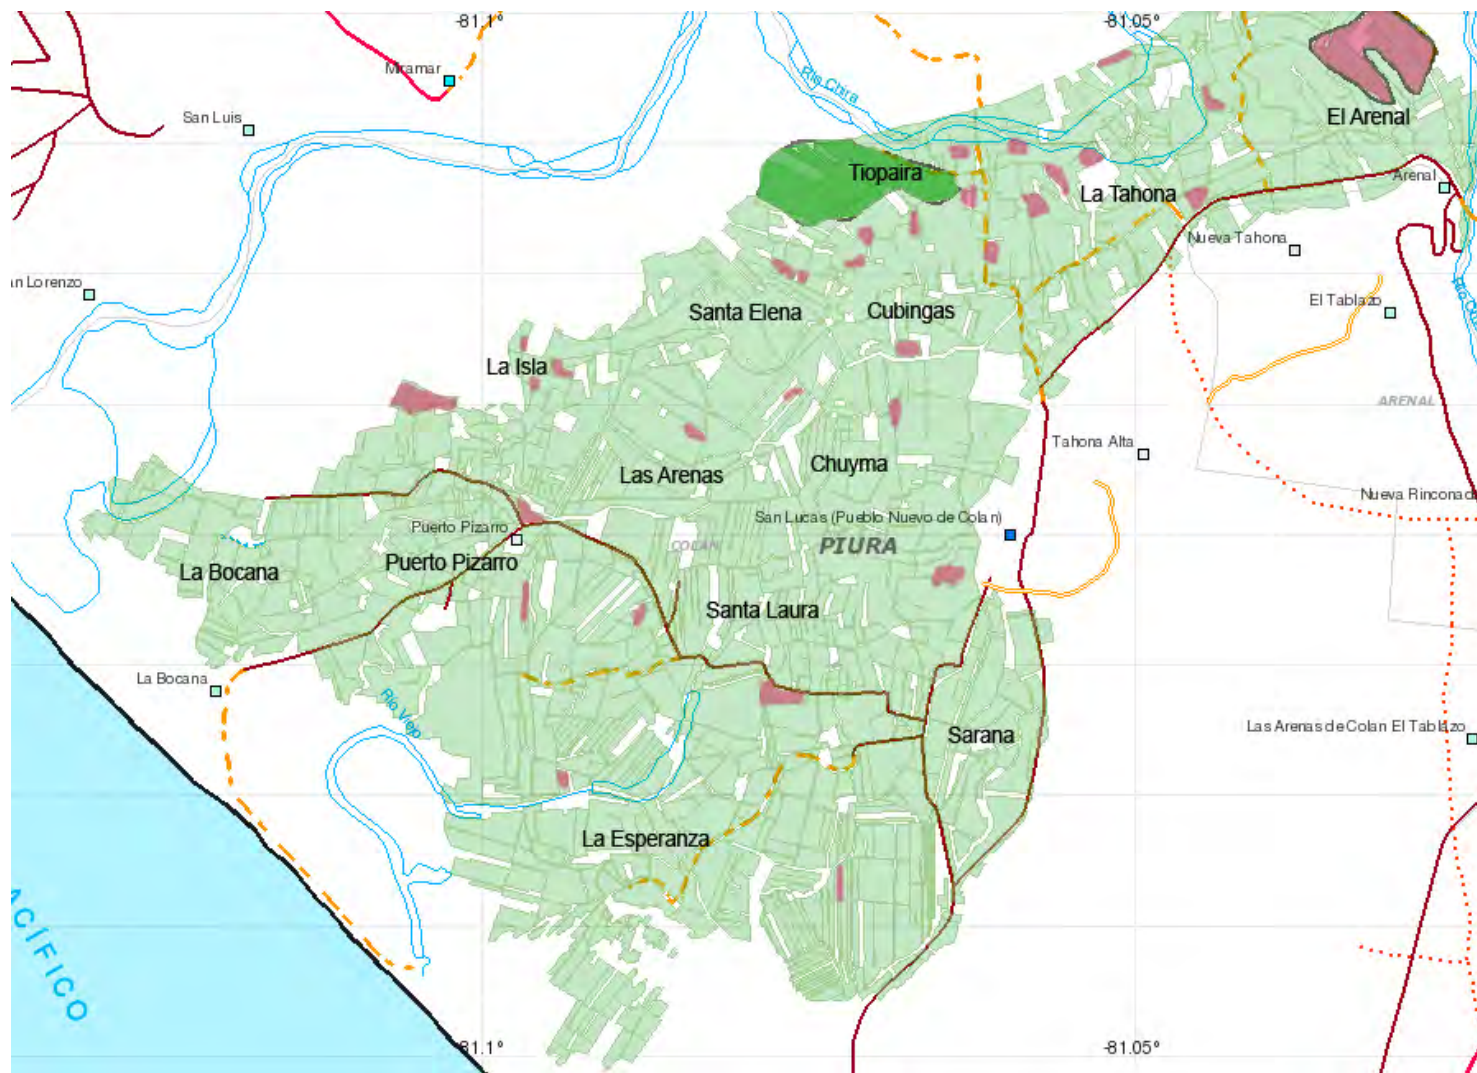 -81.1°
-81.05°
Miramar
Río Chira
San Luis
El Arenal
Tiopaira
Arenal
La Tahona
Nueva Tahona
an Lorenzo
Santa Elena
Cubingas
El Tablazo
La Isla
ARENAL
Tahona Alta
Las Arenas
Chuyma
Nueva Rinconad
Puerto Pizarro
San Lucas (Pueblo Nuevo de Colan)
COLAN
PIURA
La Bocana
Puerto Pizarro
Santa Laura
La Bocana
Río Viejo
Sarana
Las Arenas de Colan El Tablazo
La Esperanza
ACÍFICO
-81.1°
-81.05°